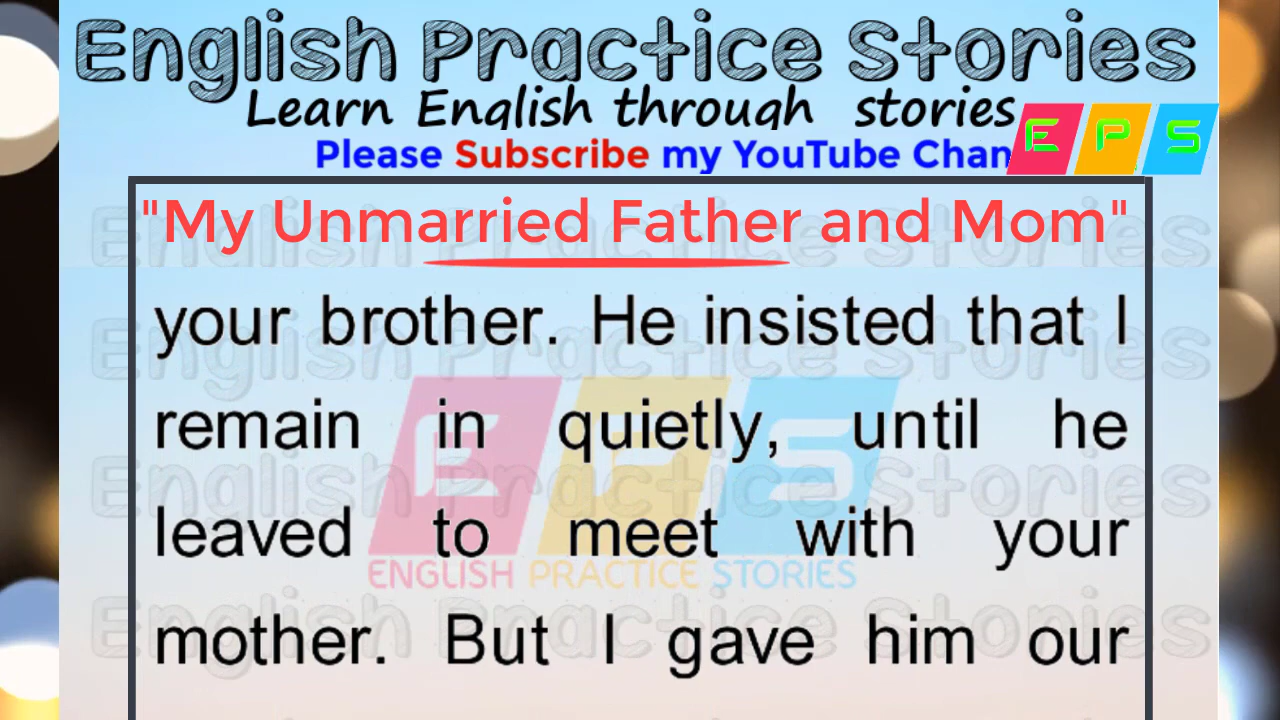 English Practice Stories
Learn English through stories
Please Subscribe my YouTube Chan
E P S
"My Unmarried Father and Mom"
your brother. He insisted that I
remain in quietly, until he
leaved to meet with your
ENGLISH PRACTICE STORIES
mother. But I gave him our